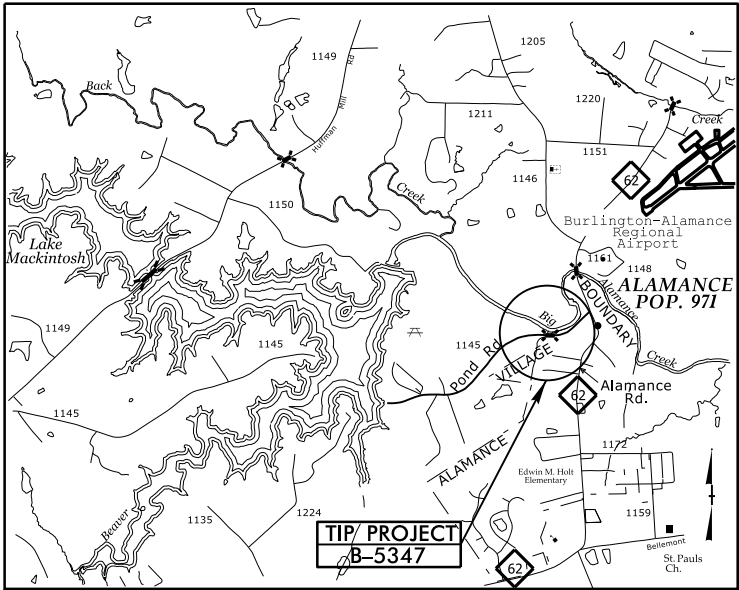 1205
1149
Rd
Mill
Huffman
Back
1220
1211
Creek
1151
1146
62
Creek
1150
Burlington-Alamance
Regional
Airport
Lake
Mackintosh
1161
1148
ALAMANCE
POP. 971
Alamance
BOUNDARY
Big
1149
1145
1145
Pond Rd
VILLAGE
Creek
Alamance
Rd.
62
1145
ALAMANCE
1172
Edwin M. Holt
Elementary
Beaver
1135
1224
1159
TIP PROJECT
B-5347
Bellemont
St. Pauls
Ch.
62